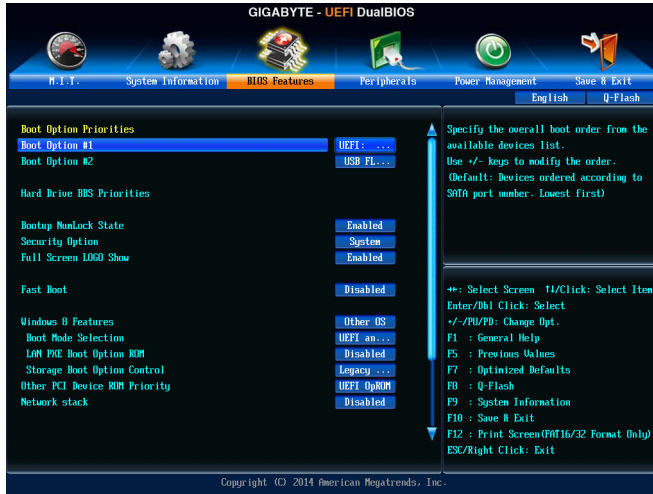 GIGABYTE - UEFI DualBIOS
M.I.T.
System Information
BIOS Features
Peripherals
Power Management
Save & Exit
English
Q-Flash
Boot Option Priorities
Boot Option #1 UEFI: ...
Boot Option #2 USB FL...
Hard Drive BBS Priorities
Bootup NumLock State Enabled
Security Option System
Full Screen LOGO Show Enabled
Fast Boot Disabled
Windows 8 Features Other OS
Boot Mode Selection UEFI an...
LAN PXE Boot Option ROM Disabled
Storage Boot Option Control Legacy ...
Other PCI Device ROM Priority UEFI OpROM
Network stack Disabled
Specify the overall boot order from the
available devices list.
Use +/- keys to modify the order.
(Default: Devices ordered according to
SATA port number. Lowest first)
→←: Select Screen ↑↓/Click: Select Item
Enter/Dbl Click: Select
+/-/PU/PD: Change Opt.
F1 : General Help
F5 : Previous Values
F7 : Optimized Defaults
F8 : Q-Flash
F9 : System Information
F10 : Save & Exit
F12 : Print Screen(FAT16/32 Format Only)
ESC/Right Click: Exit
Copyright (C) 2014 American Megatrends, Inc.